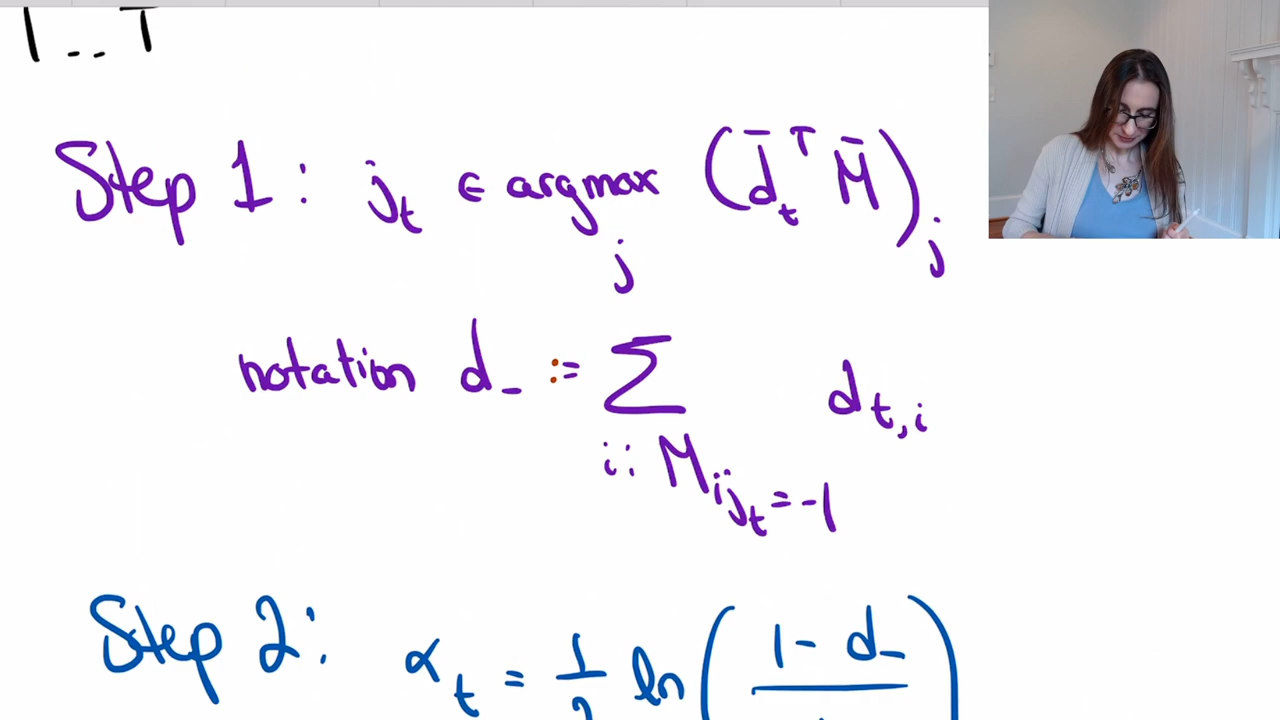 1 .. T
Step 1: j_t ∈ argmax_j (d̄_t^T M̄)_j
notation d_- := Σ_{i: M_{ij_t} = -1} d_{t,i}
Step 2: α_t = 1/2 ln( 1 - d_-